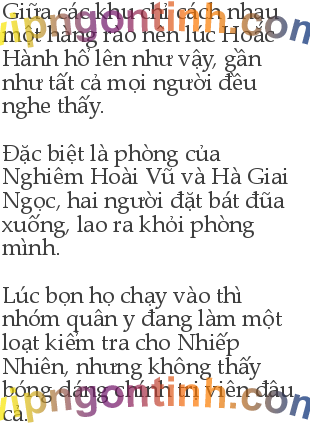 Giữa các khu chỉ cách nhau
một hàng rào nên lúc Hoắc
Hành hô lên như vậy, gần
như tất cả mọi người đều
nghe thấy.
Đặc biệt là phòng của
Nghiêm Hoài Vũ và Hà Giai
Ngọc, hai người đặt bát đũa
xuống, lao ra khỏi phòng
mình.
Lúc bọn họ chạy vào thì
nhóm quân y đang làm một
loạt kiểm tra cho Nhiếp
Nhiên, nhưng không thấy
bóng dáng chính trị viên đâu
cả.
vipngontinh.com
vipngontinh.com